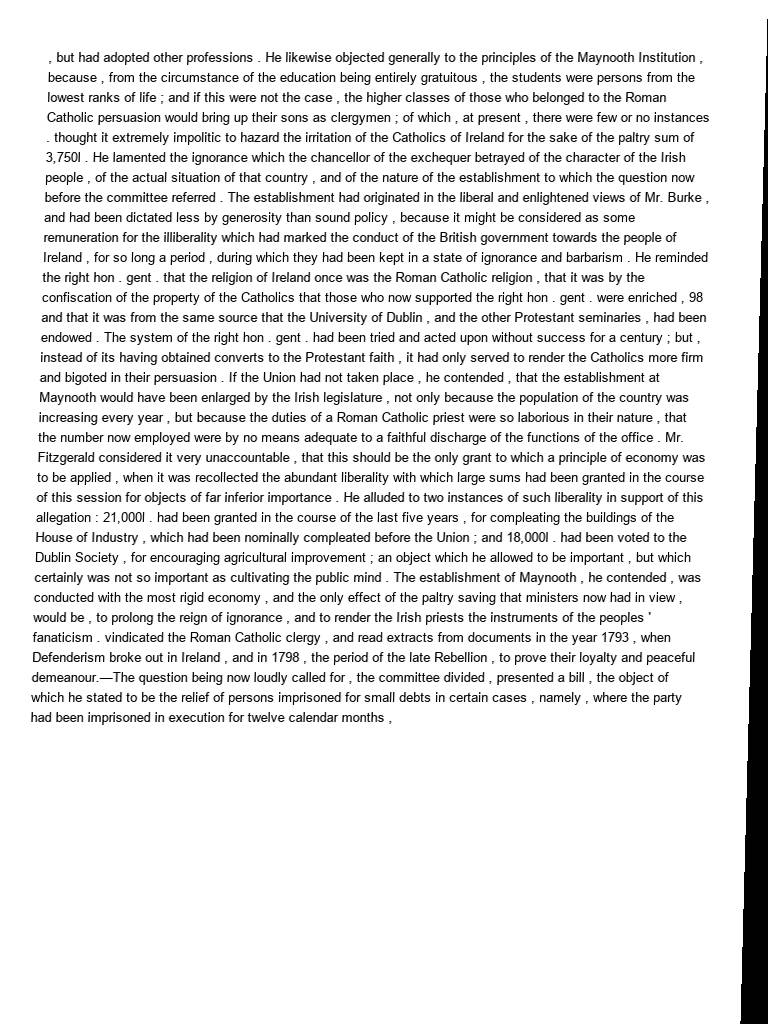 , but had adopted other professions . He likewise objected generally to the principles of the Maynooth Institution ,
because , from the circumstance of the education being entirely gratuitous , the students were persons from the
lowest ranks of life ; and if this were not the case , the higher classes of those who belonged to the Roman
Catholic persuasion would bring up their sons as clergymen ; of which , at present , there were few or no instances
. thought it extremely impolitic to hazard the irritation of the Catholics of Ireland for the sake of the paltry sum of
3,750l . He lamented the ignorance which the chancellor of the exchequer betrayed of the character of the Irish
people , of the actual situation of that country , and of the nature of the establishment to which the question now
before the committee referred . The establishment had originated in the liberal and enlightened views of Mr. Burke ,
and had been dictated less by generosity than sound policy , because it might be considered as some
remuneration for the illiberality which had marked the conduct of the British government towards the people of
Ireland , for so long a period , during which they had been kept in a state of ignorance and barbarism . He reminded
the right hon . gent . that the religion of Ireland once was the Roman Catholic religion , that it was by the
confiscation of the property of the Catholics that those who now supported the right hon . gent . were enriched , 98
and that it was from the same source that the University of Dublin , and the other Protestant seminaries , had been
endowed . The system of the right hon . gent . had been tried and acted upon without success for a century ; but ,
instead of its having obtained converts to the Protestant faith , it had only served to render the Catholics more firm
and bigoted in their persuasion . If the Union had not taken place , he contended , that the establishment at
Maynooth would have been enlarged by the Irish legislature , not only because the population of the country was
increasing every year , but because the duties of a Roman Catholic priest were so laborious in their nature , that
the number now employed were by no means adequate to a faithful discharge of the functions of the office . Mr.
Fitzgerald considered it very unaccountable , that this should be the only grant to which a principle of economy was
to be applied , when it was recollected the abundant liberality with which large sums had been granted in the course
of this session for objects of far inferior importance . He alluded to two instances of such liberality in support of this
allegation : 21,000l . had been granted in the course of the last five years , for compleating the buildings of the
House of Industry , which had been nominally compleated before the Union ; and 18,000l . had been voted to the
Dublin Society , for encouraging agricultural improvement ; an object which he allowed to be important , but which
certainly was not so important as cultivating the public mind . The establishment of Maynooth , he contended , was
conducted with the most rigid economy , and the only effect of the paltry saving that ministers now had in view ,
would be , to prolong the reign of ignorance , and to render the Irish priests the instruments of the peoples '
fanaticism . vindicated the Roman Catholic clergy , and read extracts from documents in the year 1793 , when
Defenderism broke out in Ireland , and in 1798 , the period of the late Rebellion , to prove their loyalty and peaceful
demeanour.—The question being now loudly called for , the committee divided , presented a bill , the object of
which he stated to be the relief of persons imprisoned for small debts in certain cases , namely , where the party
had been imprisoned in execution for twelve calendar months ,